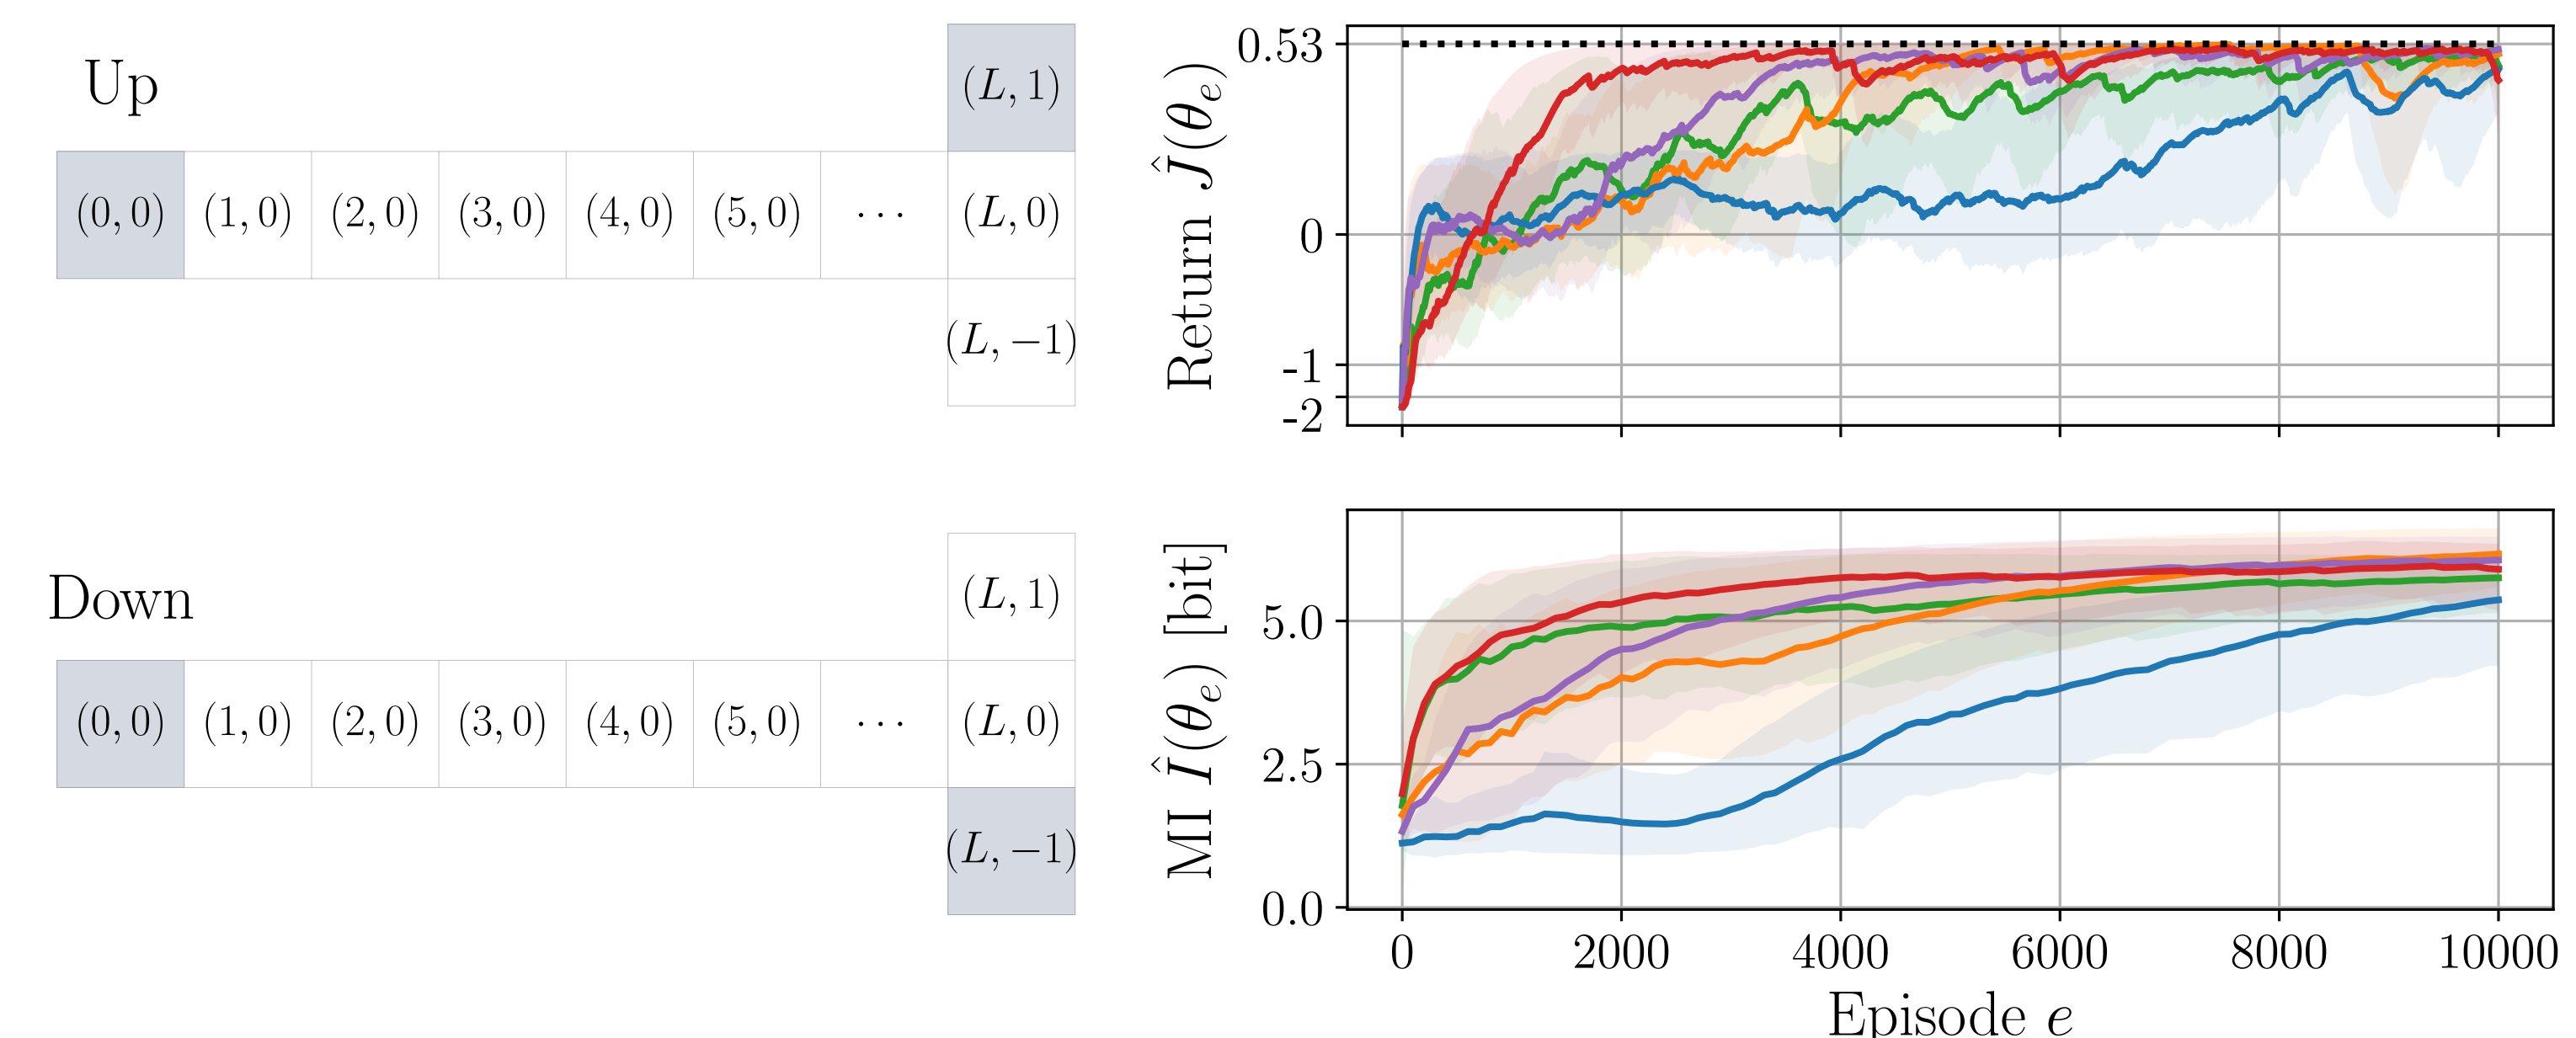 Up
(L, 1)
(0, 0) (1, 0) (2, 0) (3, 0) (4, 0) (5, 0) ⋯ (L, 0)
(L, −1)
Down
(L, 1)
(0, 0) (1, 0) (2, 0) (3, 0) (4, 0) (5, 0) ⋯ (L, 0)
(L, −1)
Return Ĵ(θₑ)
0.53
0
-1
-2
MI Î(θₑ) [bit]
5.0
2.5
0.0
0 2000 4000 6000 8000 10000
Episode e